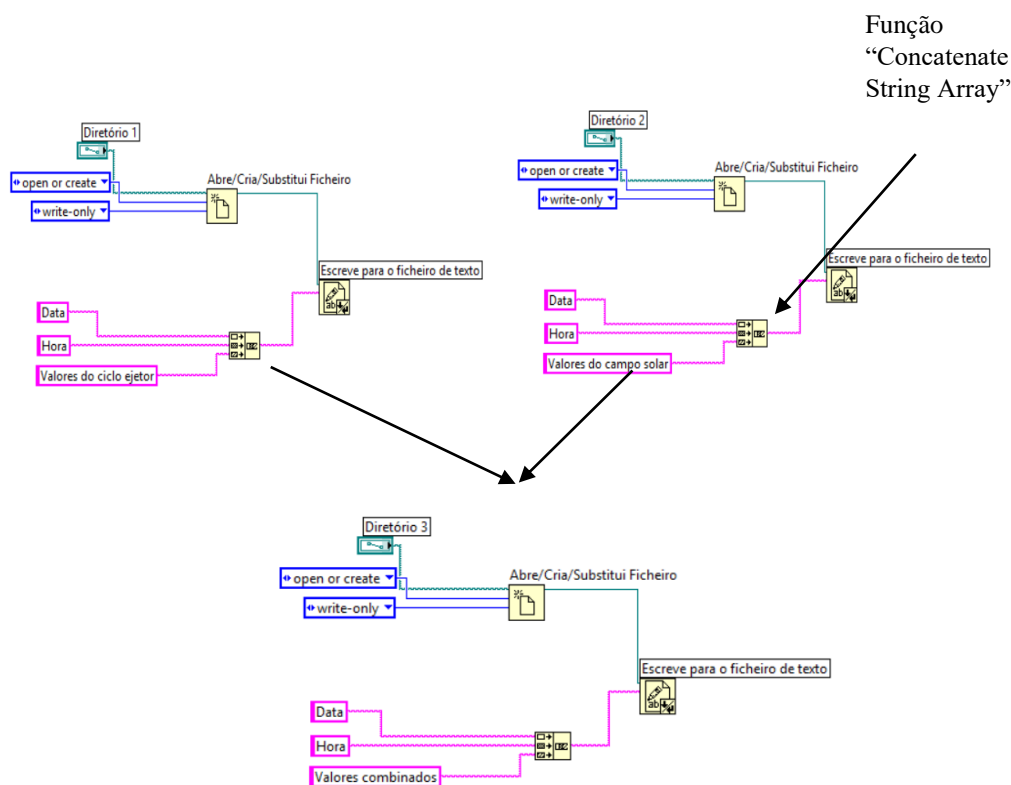 Função
“Concatenate
String Array”
Diretório 1
open or create
Abre/Cria/Substitui Ficheiro
write-only
Escreve para o ficheiro de texto
Data
Hora
Valores do ciclo ejetor
Diretório 2
open or create
Abre/Cria/Substitui Ficheiro
write-only
Escreve para o ficheiro de texto
Data
Hora
Valores do campo solar
Diretório 3
open or create
Abre/Cria/Substitui Ficheiro
write-only
Escreve para o ficheiro de texto
Data
Hora
Valores combinados